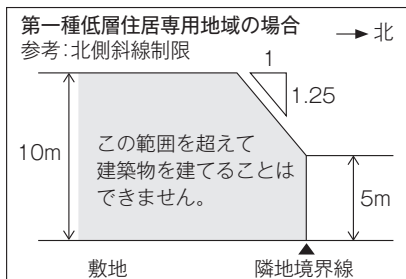 第一種低層住居専用地域の場合
→北
参考:北側斜線制限
1
1.25
10m
この範囲を超えて
建築物を建てることは
できません。
5m
敷地
隣地境界線